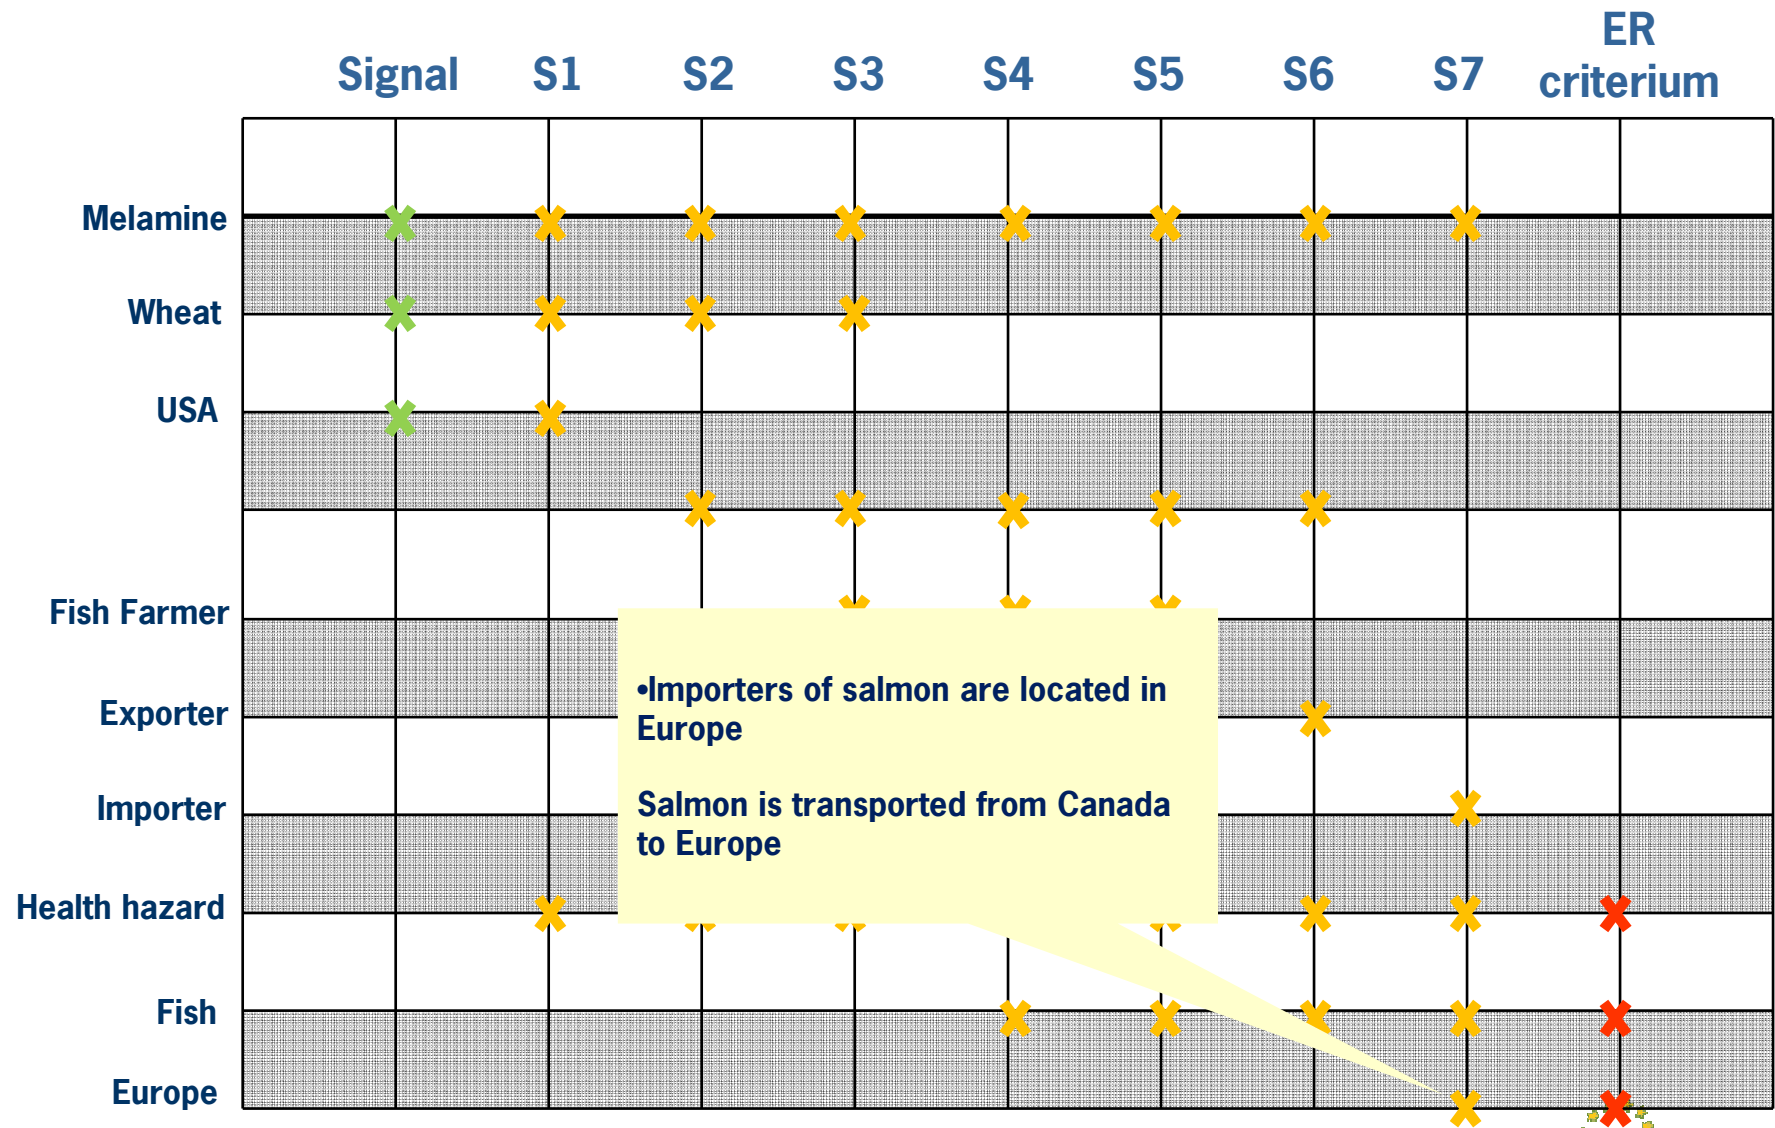 ER
Signal S1 S2 S3 S4 S5 S6 S7 criterium
Melamine
Wheat
USA
Fish Farmer
Exporter
Importer
Health hazard
Fish
Europe
•Importers of salmon are located in
Europe
Salmon is transported from Canada
to Europe